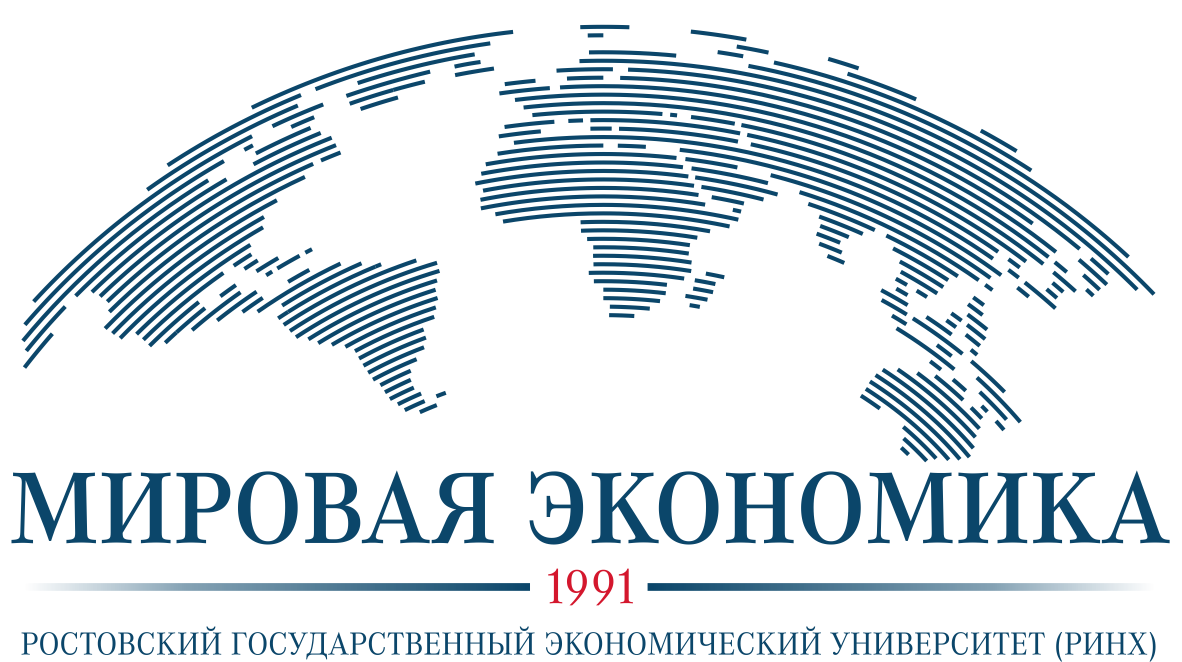 МИРОВАЯ ЭКОНОМИКА
1991
РОСТОВСКИЙ ГОСУДАРСТВЕННЫЙ ЭКОНОМИЧЕСКИЙ УНИВЕРСИТЕТ (РИНХ)